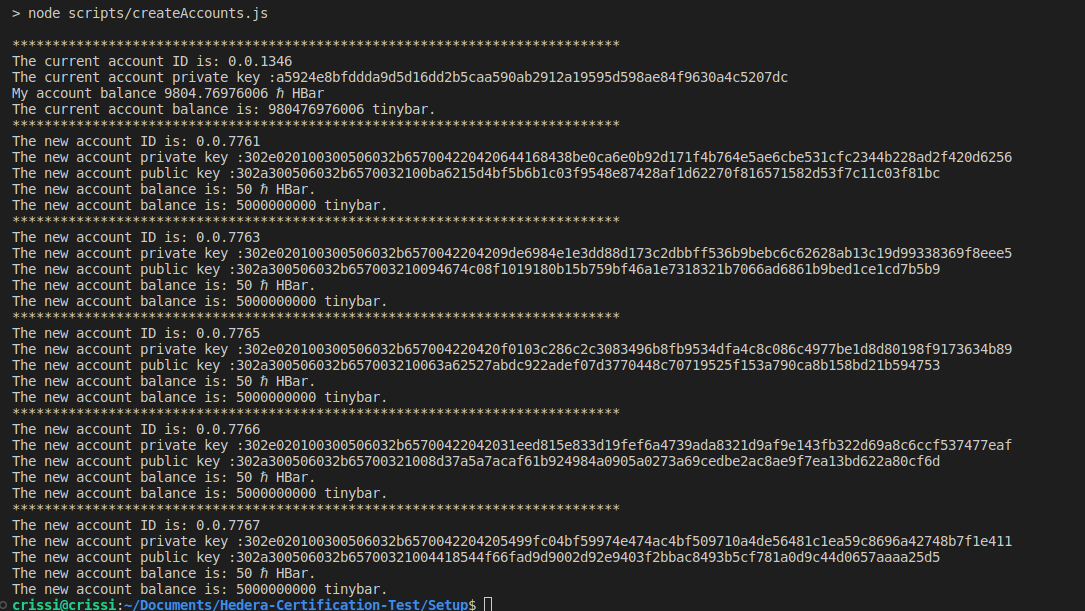 > node scripts/createAccounts.js
****************************************************************************
The current account ID is: 0.0.1346
The current account private key :a5924e8bfddda9d5d16dd2b5caa590ab2912a19595d598ae84f9630a4c5207dc
My account balance 9804.76976006 ℏ HBar
The current account balance is: 980476976006 tinybar.
****************************************************************************
The new account ID is: 0.0.7761
The new account private key :302e020100300506032b657004220420644168438be0ca6e0b92d171f4b764e5ae6cbe531cfc2344b228ad2f420d6256
The new account public key :302a300506032b6570032100ba6215d4bf5b6b1c03f9548e87428af1d62270f816571582d53f7c11c03f81bc
The new account balance is: 50 ℏ HBar.
The new account balance is: 5000000000 tinybar.
****************************************************************************
The new account ID is: 0.0.7763
The new account private key :302e020100300506032b6570042204209de6984e1e3dd88d173c2dbbff536b9bebc6c62628ab13c19d99338369f8eee5
The new account public key :302a300506032b657003210094674c08f1019180b15b759bf46a1e7318321b7066ad6861b9bed1ce1cd7b5b9
The new account balance is: 50 ℏ HBar.
The new account balance is: 5000000000 tinybar.
****************************************************************************
The new account ID is: 0.0.7765
The new account private key :302e020100300506032b657004220420f0103c286c2c3083496b8fb9534dfa4c8c086c4977be1d8d80198f9173634b89
The new account public key :302a300506032b657003210063a62527abdc922adef07d3770448c70719525f153a790ca8b158bd21b594753
The new account balance is: 50 ℏ HBar.
The new account balance is: 5000000000 tinybar.
****************************************************************************
The new account ID is: 0.0.7766
The new account private key :302e020100300506032b65700422042031eed815e833d19fef6a4739ada8321d9af9e143fb322d69a8c6ccf537477eaf
The new account public key :302a300506032b65700321008d37a5a7acaf61b924984a0905a0273a69cedbe2ac8ae9f7ea13bd622a80cf6d
The new account balance is: 50 ℏ HBar.
The new account balance is: 5000000000 tinybar.
****************************************************************************
The new account ID is: 0.0.7767
The new account private key :302e020100300506032b6570042204205499fc04bf59974e474ac4bf509710a4de56481c1ea59c8696a42748b7f1e411
The new account public key :302a300506032b65700321004418544f66fad9d9002d92e9403f2bbac8493b5cf781a0d9c44d0657aaaa25d5
The new account balance is: 50 ℏ HBar.
The new account balance is: 5000000000 tinybar.
crissi@crissi:~/Documents/Hedera-Certification-Test/Setup$